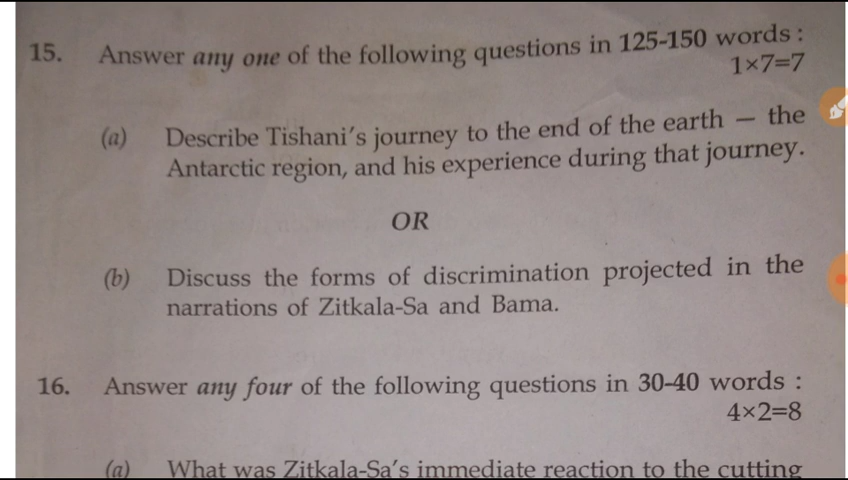 15. Answer any one of the following questions in 125-150 words :
1×7=7
(a) Describe Tishani's journey to the end of the earth — the
Antarctic region, and his experience during that journey.
OR
(b) Discuss the forms of discrimination projected in the
narrations of Zitkala-Sa and Bama.
16. Answer any four of the following questions in 30-40 words :
4×2=8
(a) What was Zitkala-Sa's immediate reaction to the cutting